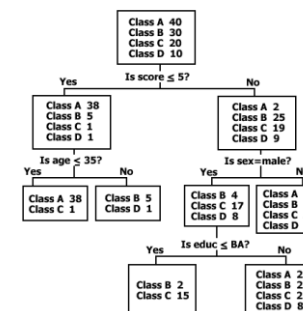 Class A 40
Class B 30
Class C 20
Class D 10
Is score ≤ 5?
Yes
No
Class A 38
Class B 5
Class C 1
Class D 1
Class A 2
Class B 25
Class C 19
Class D 9
Is age ≤ 35?
Is sex=male?
Yes
No
Yes
N
Class A 38
Class C 1
Class B 5
Class D 1
Class B 4
Class C 17
Class D 8
Class A
Class B
Class C
Class D
Is educ ≤ BA?
Yes
No
Class B 2
Class C 15
Class A 2
Class B 2
Class C 2
Class D 8